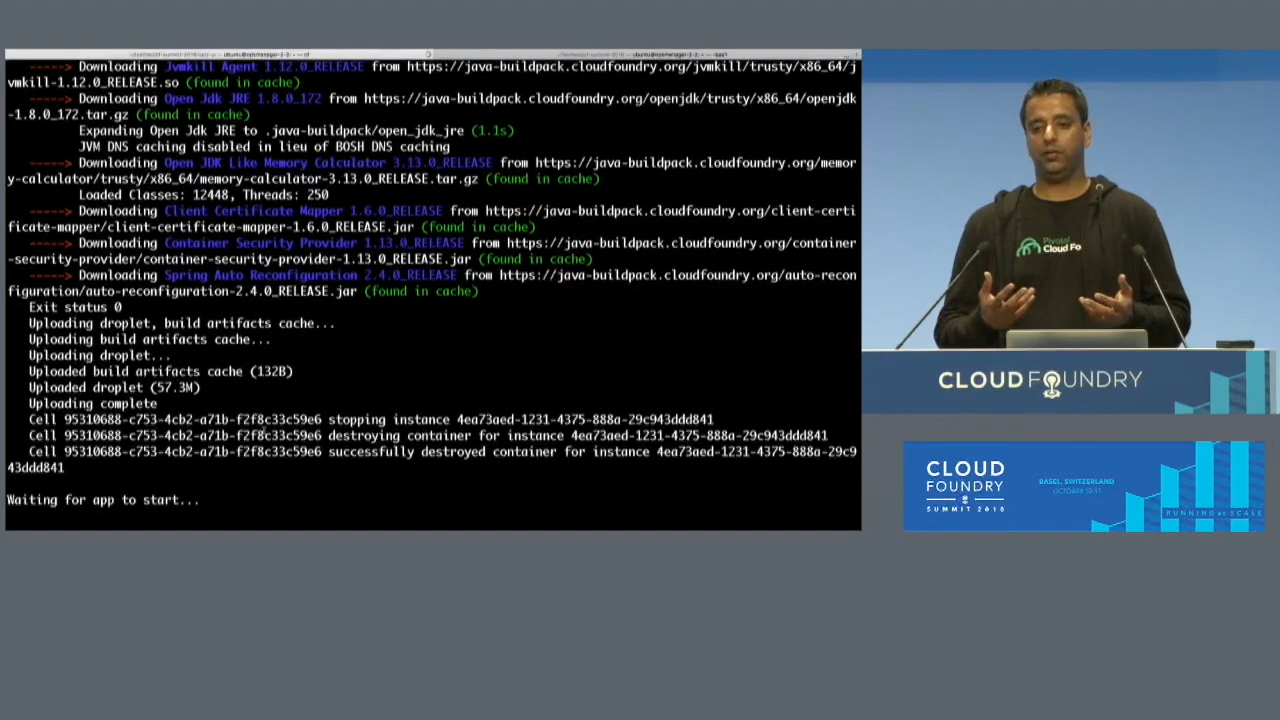 -----> Downloading Jvmkill Agent 1.12.0_RELEASE from https://java-buildpack.cloudfoundry.org/jvmkill/trusty/x86_64/j
vmkill-1.12.0_RELEASE.so (found in cache)
-----> Downloading Open Jdk JRE 1.8.0_172 from https://java-buildpack.cloudfoundry.org/openjdk/trusty/x86_64/openjdk
-1.8.0_172.tar.gz (found in cache)
Expanding Open Jdk JRE to .java-buildpack/open_jdk_jre (1.1s)
JVM DNS caching disabled in lieu of BOSH DNS caching
-----> Downloading Open JDK Like Memory Calculator 3.13.0_RELEASE from https://java-buildpack.cloudfoundry.org/memor
y-calculator/trusty/x86_64/memory-calculator-3.13.0_RELEASE.tar.gz (found in cache)
Loaded Classes: 12448, Threads: 250
-----> Downloading Client Certificate Mapper 1.6.0_RELEASE from https://java-buildpack.cloudfoundry.org/client-certi
ficate-mapper/client-certificate-mapper-1.6.0_RELEASE.jar (found in cache)
-----> Downloading Container Security Provider 1.13.0_RELEASE from https://java-buildpack.cloudfoundry.org/container
-security-provider/container-security-provider-1.13.0_RELEASE.jar (found in cache)
-----> Downloading Spring Auto Reconfiguration 2.4.0_RELEASE from https://java-buildpack.cloudfoundry.org/auto-recon
figuration/auto-reconfiguration-2.4.0_RELEASE.jar (found in cache)
Exit status 0
Uploading droplet, build artifacts cache...
Uploading build artifacts cache...
Uploading droplet...
Uploaded build artifacts cache (132B)
Uploaded droplet (57.3M)
Uploading complete
Cell 95310688-c753-4cb2-a71b-f2f8c33c59e6 stopping instance 4ea73aed-1231-4375-888a-29c943ddd841
Cell 95310688-c753-4cb2-a71b-f2f8c33c59e6 destroying container for instance 4ea73aed-1231-4375-888a-29c943ddd841
Cell 95310688-c753-4cb2-a71b-f2f8c33c59e6 successfully destroyed container for instance 4ea73aed-1231-4375-888a-29c9
43ddd841
Waiting for app to start...
Pivotal
Cloud Fo
CLOUD FOUNDRY
CLOUD
FOUNDRY
SUMMIT 2018
BASEL, SWITZERLAND
OCTOBER 10-11
RUNNING AT SCALE